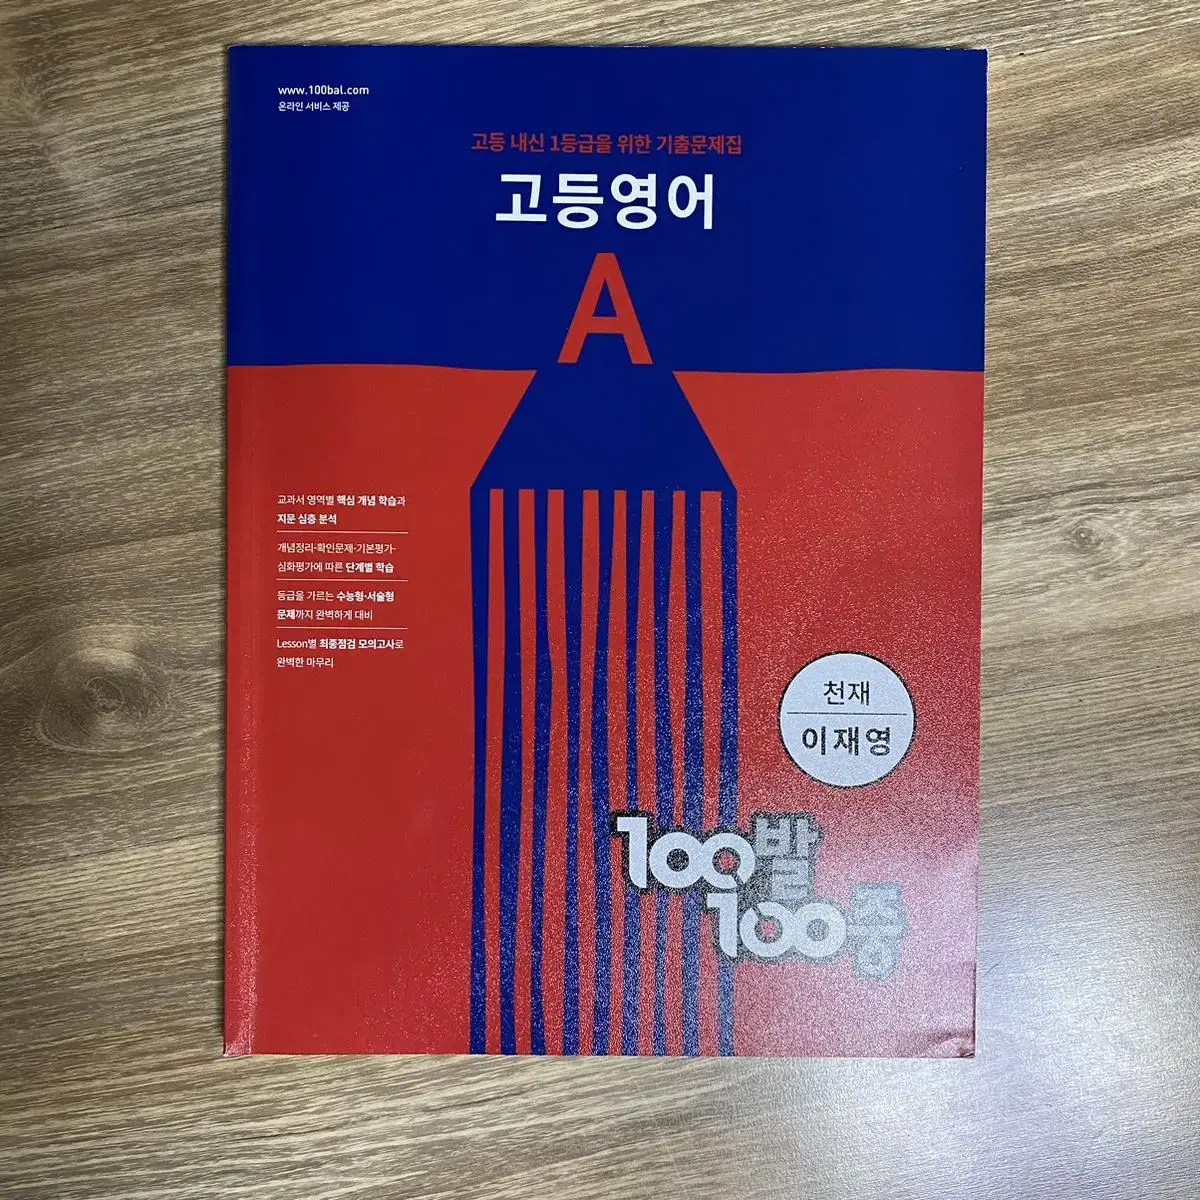 www.100bal.com
온라인 서비스 제공
고등 내신 1등급을 위한 기출문제집
고등영어
A
교과서 영역별 핵심 개념 학습과
지문 심층 분석
개념정리-확인문제-기본평가-
심화평가에 따른 단계별 학습
등급을 가르는 수능형·서술형
문제까지 완벽하게 대비
Lesson별 최종점검 모의고사로
완벽한 마무리
천재
이재영
100발
100중